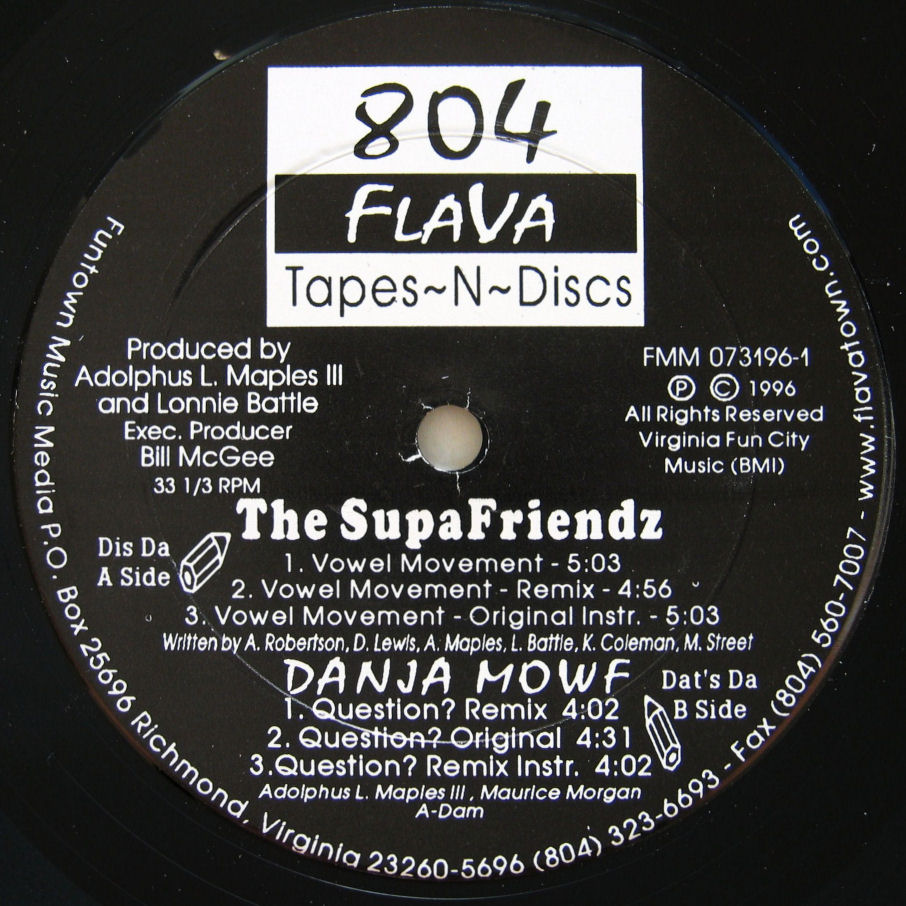 804
FLAVA
Tapes~N~Discs
Produced by
Adolphus L. Maples III
and Lonnie Battle
Exec. Producer
Bill McGee
33 1/3 RPM
FMM 073196-1
Ⓟ © 1996
All Rights Reserved
Virginia Fun City
Music (BMI)
The SupaFriendz
Dis Da
A Side
1. Vowel Movement - 5:03
2. Vowel Movement - Remix - 4:56
3. Vowel Movement - Original Instr. - 5:03
Written by A. Robertson, D. Lewis, A. Maples, L. Battle, K. Coleman, M. Street
DANJA MOWF
Dat's Da
B Side
1. Question? Remix 4:02
2. Question? Original 4:31
3.Question? Remix Instr. 4:02
Adolphus L. Maples III , Maurice Morgan
A-Dam
Funtown Music Media P.O. Box 25696 Richmond, Virginia 23260-5696 (804) 323-6693 - Fax (804) 560-7007 - www.flavatown.com